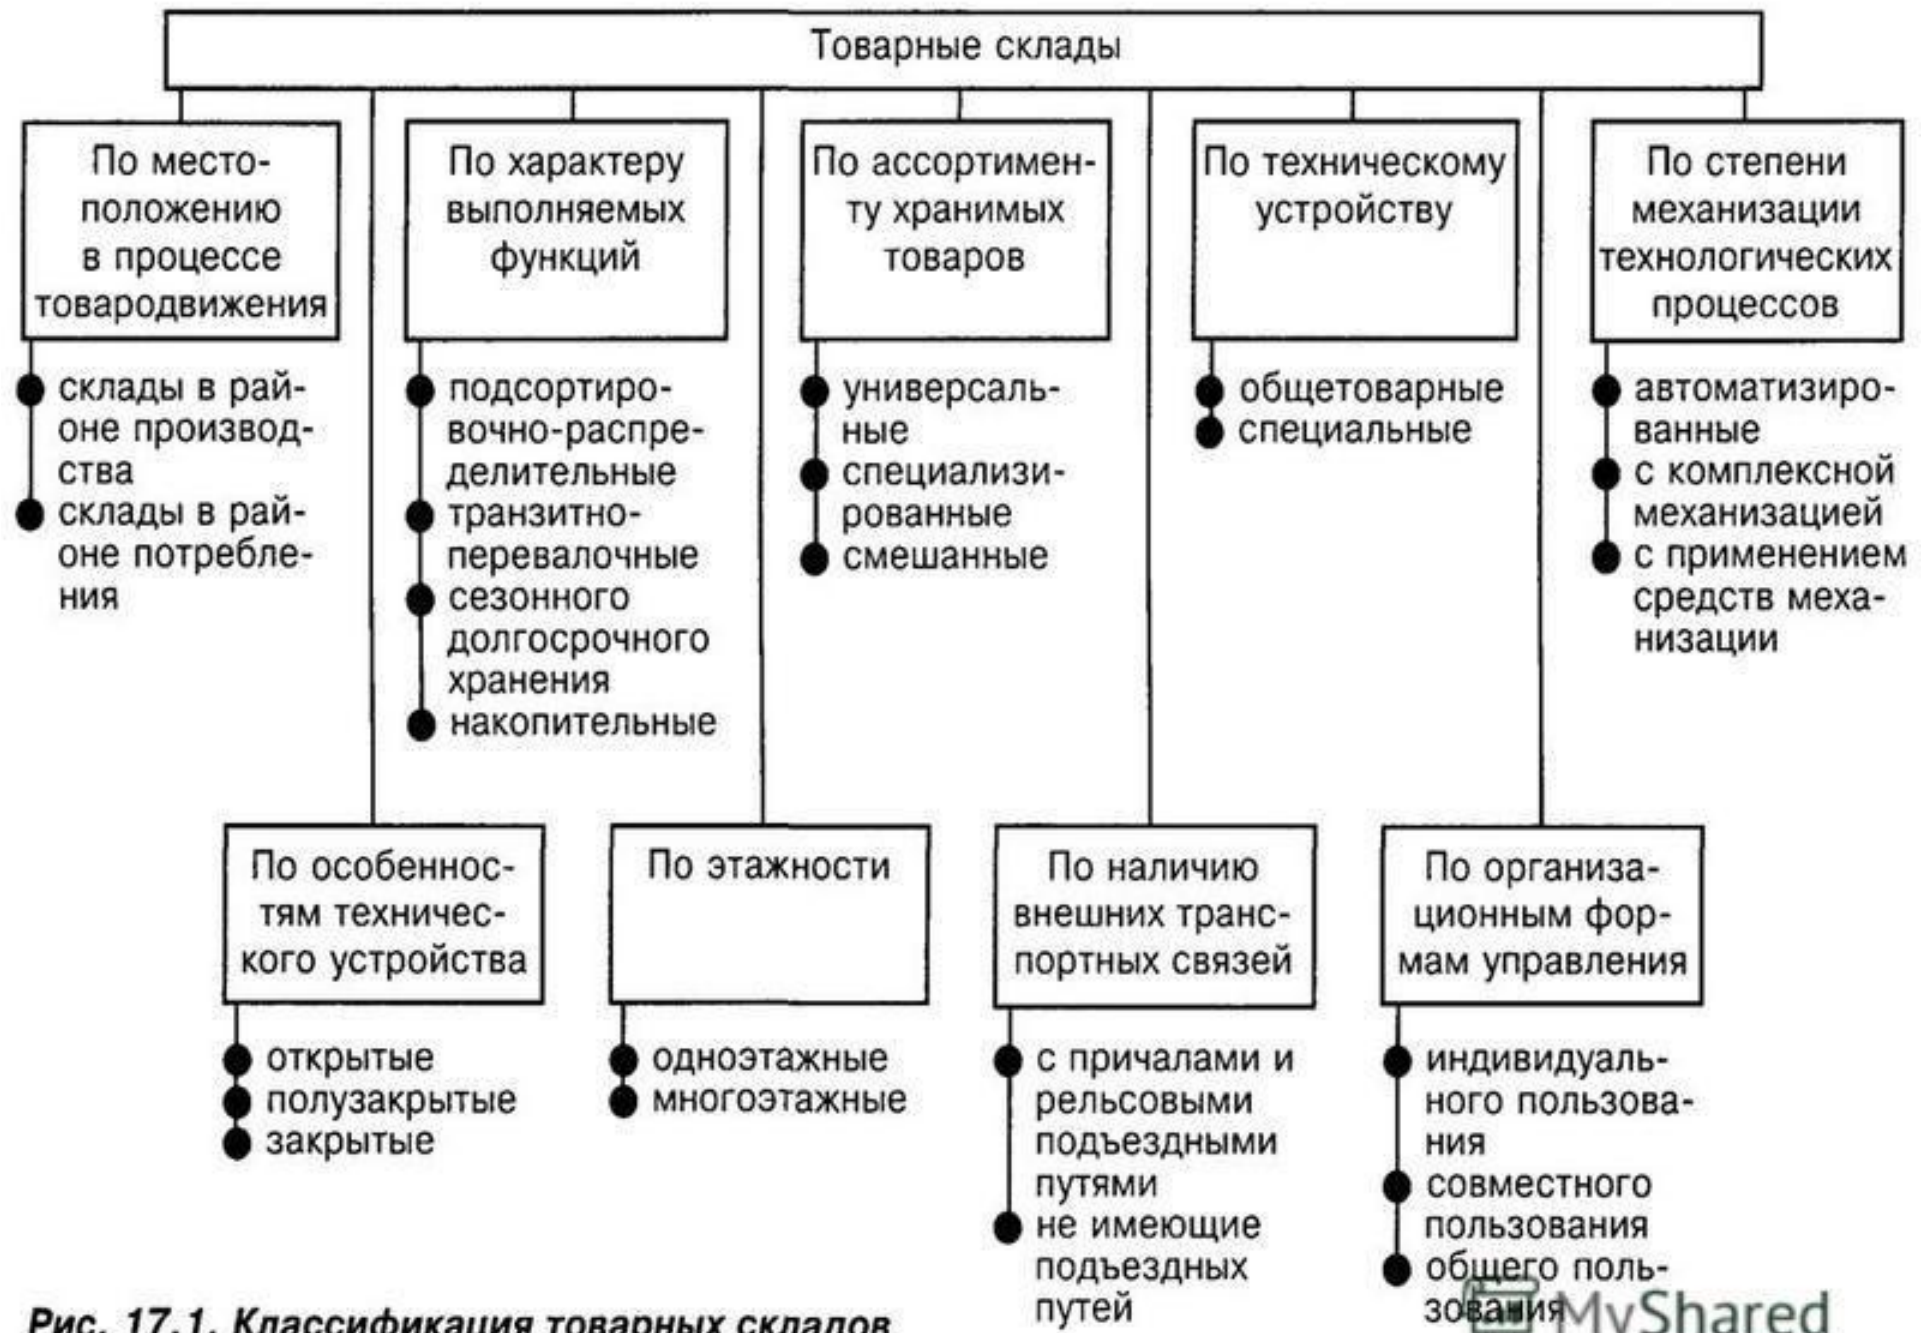 Товарные склады
По место-
положению
в процессе
товародвижения
склады в рай-
оне производ-
ства
склады в рай-
оне потребле-
ния
По характеру
выполняемых
функций
подсортиро-
вочно-распре-
делительные
транзитно-
перевалочные
сезонного
долгосрочного
хранения
накопительные
По ассортимен-
ту хранимых
товаров
универсаль-
ные
специализи-
рованные
смешанные
По техническому
устройству
общетоварные
специальные
По степени
механизации
технологических
процессов
автоматизиро-
ванные
с комплексной
механизацией
с применением
средств меха-
низации
По особеннос-
тям техничес-
кого устройства
открытые
полузакрытые
закрытые
По этажности
одноэтажные
многоэтажные
По наличию
внешних транс-
портных связей
с причалами и
рельсовыми
подъездными
путями
не имеющие
подъездных
путей
По организа-
ционным фор-
мам управления
индивидуаль-
ного пользова-
ния
совместного
пользования
общего поль-
зования
Рис. 17.1. Классификация товарных складов
MyShared